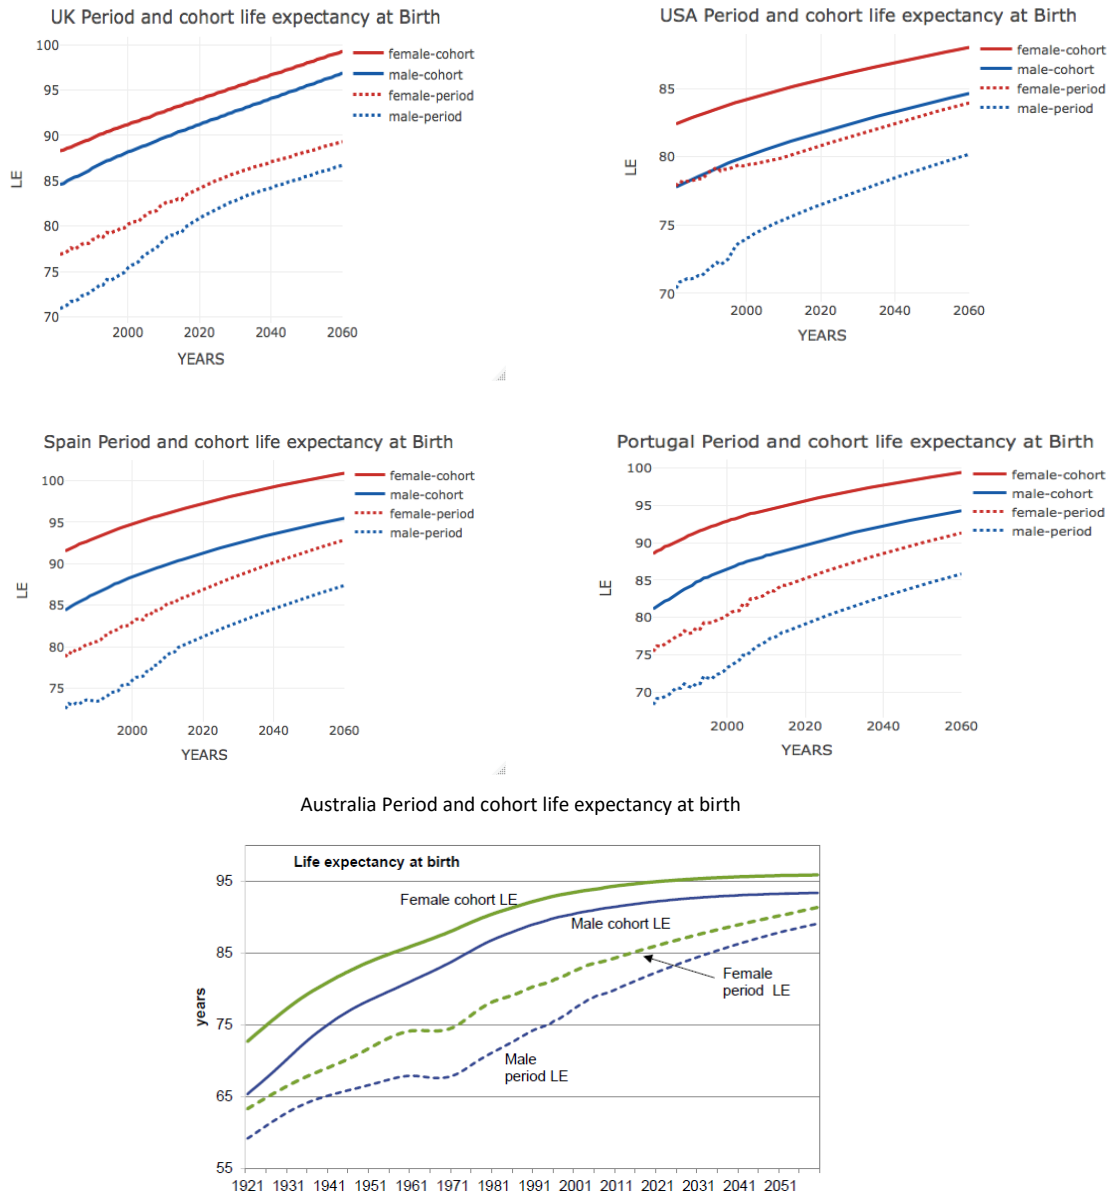 UK Period and cohort life expectancy at Birth
100
95
90
85
80
75
70
LE
2000 2020 2040 2060
YEARS
female-cohort
male-cohort
female-period
male-period
USA Period and cohort life expectancy at Birth
85
80
75
70
LE
2000 2020 2040 2060
YEARS
female-cohort
male-cohort
female-period
male-period
Spain Period and cohort life expectancy at Birth
100
95
90
85
80
75
LE
2000 2020 2040 2060
YEARS
female-cohort
male-cohort
female-period
male-period
Portugal Period and cohort life expectancy at Birth
100
95
90
85
80
75
70
LE
2000 2020 2040 2060
YEARS
female-cohort
male-cohort
female-period
male-period
Australia Period and cohort life expectancy at birth
Life expectancy at birth
95
85
75
65
55
years
Female cohort LE
Male cohort LE
Female
period LE
Male
period LE
1921 1931 1941 1951 1961 1971 1981 1991 2001 2011 2021 2031 2041 2051